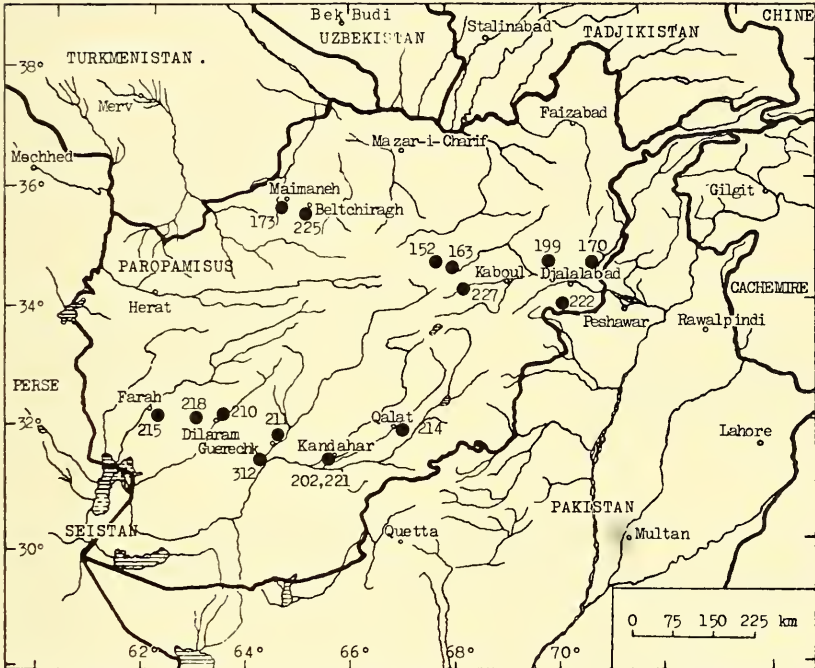 Bek Budi
CHINE
UZBEKISTAN
Stalinabad
TADJIKISTAN
38°
TURKMENISTAN.
Merv
Faizabad
Mazar-i-Charif
Mechhed
36°
Maimaneh
Gilgit
Beltchiragh
173
225
152
163
199
170
PAROPAMISUS
Kaboul
Djalalabad
CACHEMIRE
34°
227
222
Herat
Peshawar
Rawalpindi
PERSE
Farah
218
210
32°
215
211
Qalat
214
Dilaram
Guerechk
Kandahar
Lahore
312
202,221
SEISTAN
PAKISTAN
30°
Quetta
Multan
0 75 150 225 km
62°
64°
66°
68°
70°